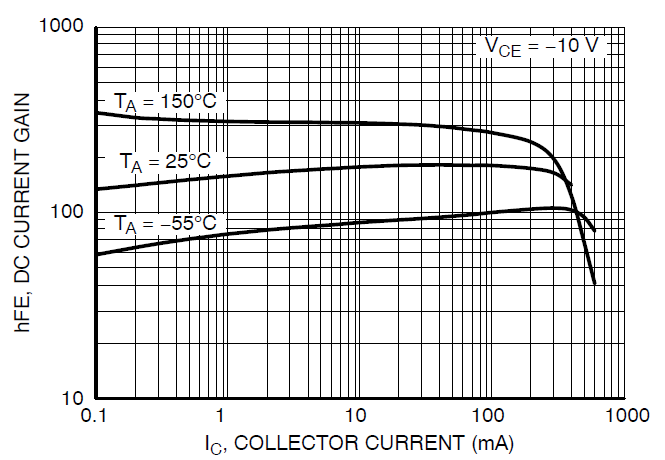 1000
V_CE = −10 V
T_A = 150°C
T_A = 25°C
100
T_A = −55°C
hFE, DC CURRENT GAIN
10
0.1 1 10 100 1000
I_C, COLLECTOR CURRENT (mA)